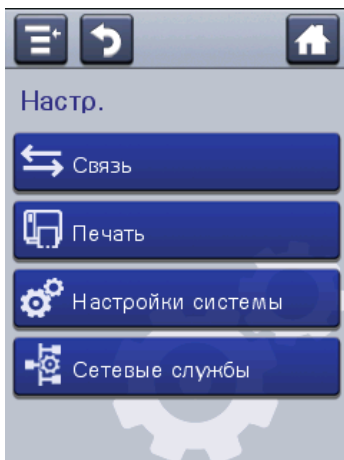 Настр.
Связь
Печать
Настройки системы
Сетевые службы